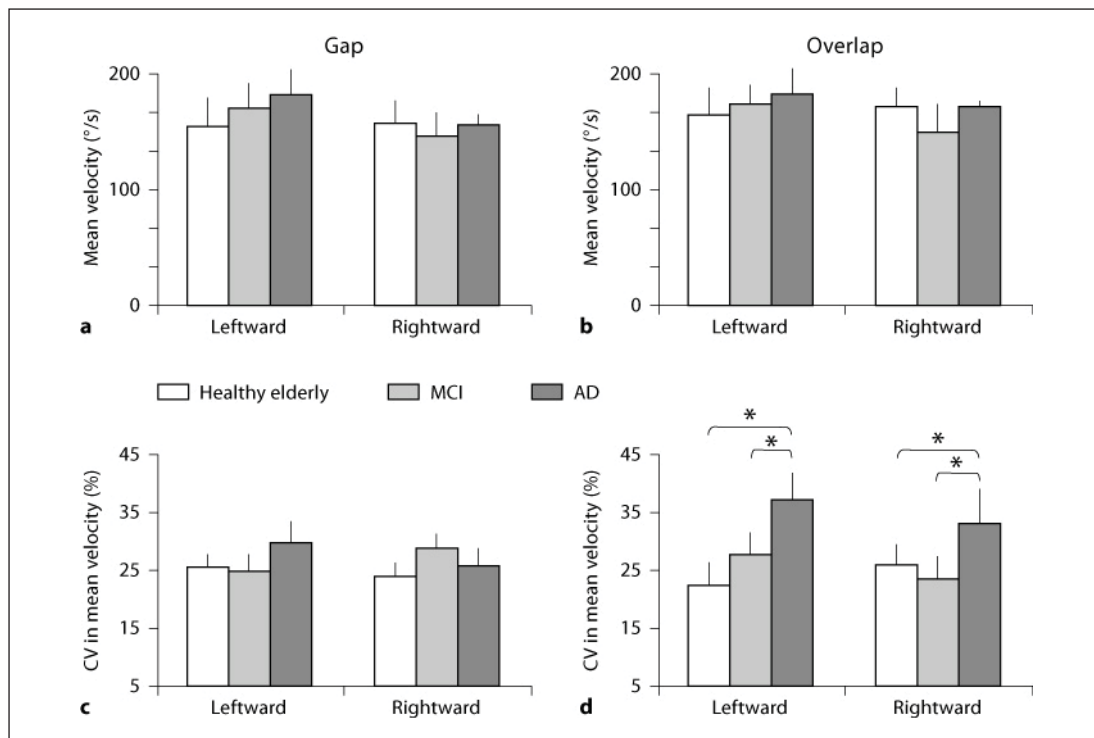 Gap
Overlap
Mean velocity (°/s)
200
100
0
Leftward
Rightward
a
Mean velocity (°/s)
200
100
0
Leftward
Rightward
b
Healthy elderly
MCI
AD
CV in mean velocity (%)
45
35
25
15
5
Leftward
Rightward
c
CV in mean velocity (%)
45
35
25
15
5
*
*
*
*
Leftward
Rightward
d